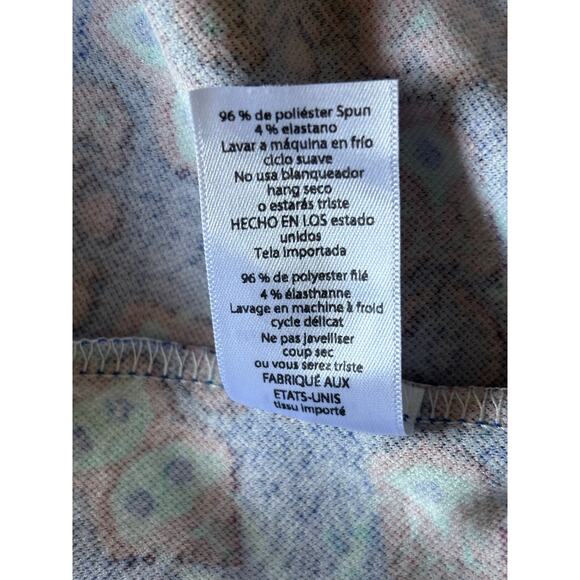 96 % de poliéster Spun
4 % elastano
Lavar a máquina en frío
ciclo suave
No usa blanqueador
hang seco
o estarás triste
HECHO EN LOS estado
unidos
Tela importada
96 % de polyester filé
4 % élasthanne
Lavage en machine à froid
cycle délicat
Ne pas javelliser
coup sec
ou vous serez triste
FABRIQUÉ AUX
ETATS-UNIS
tissu importé